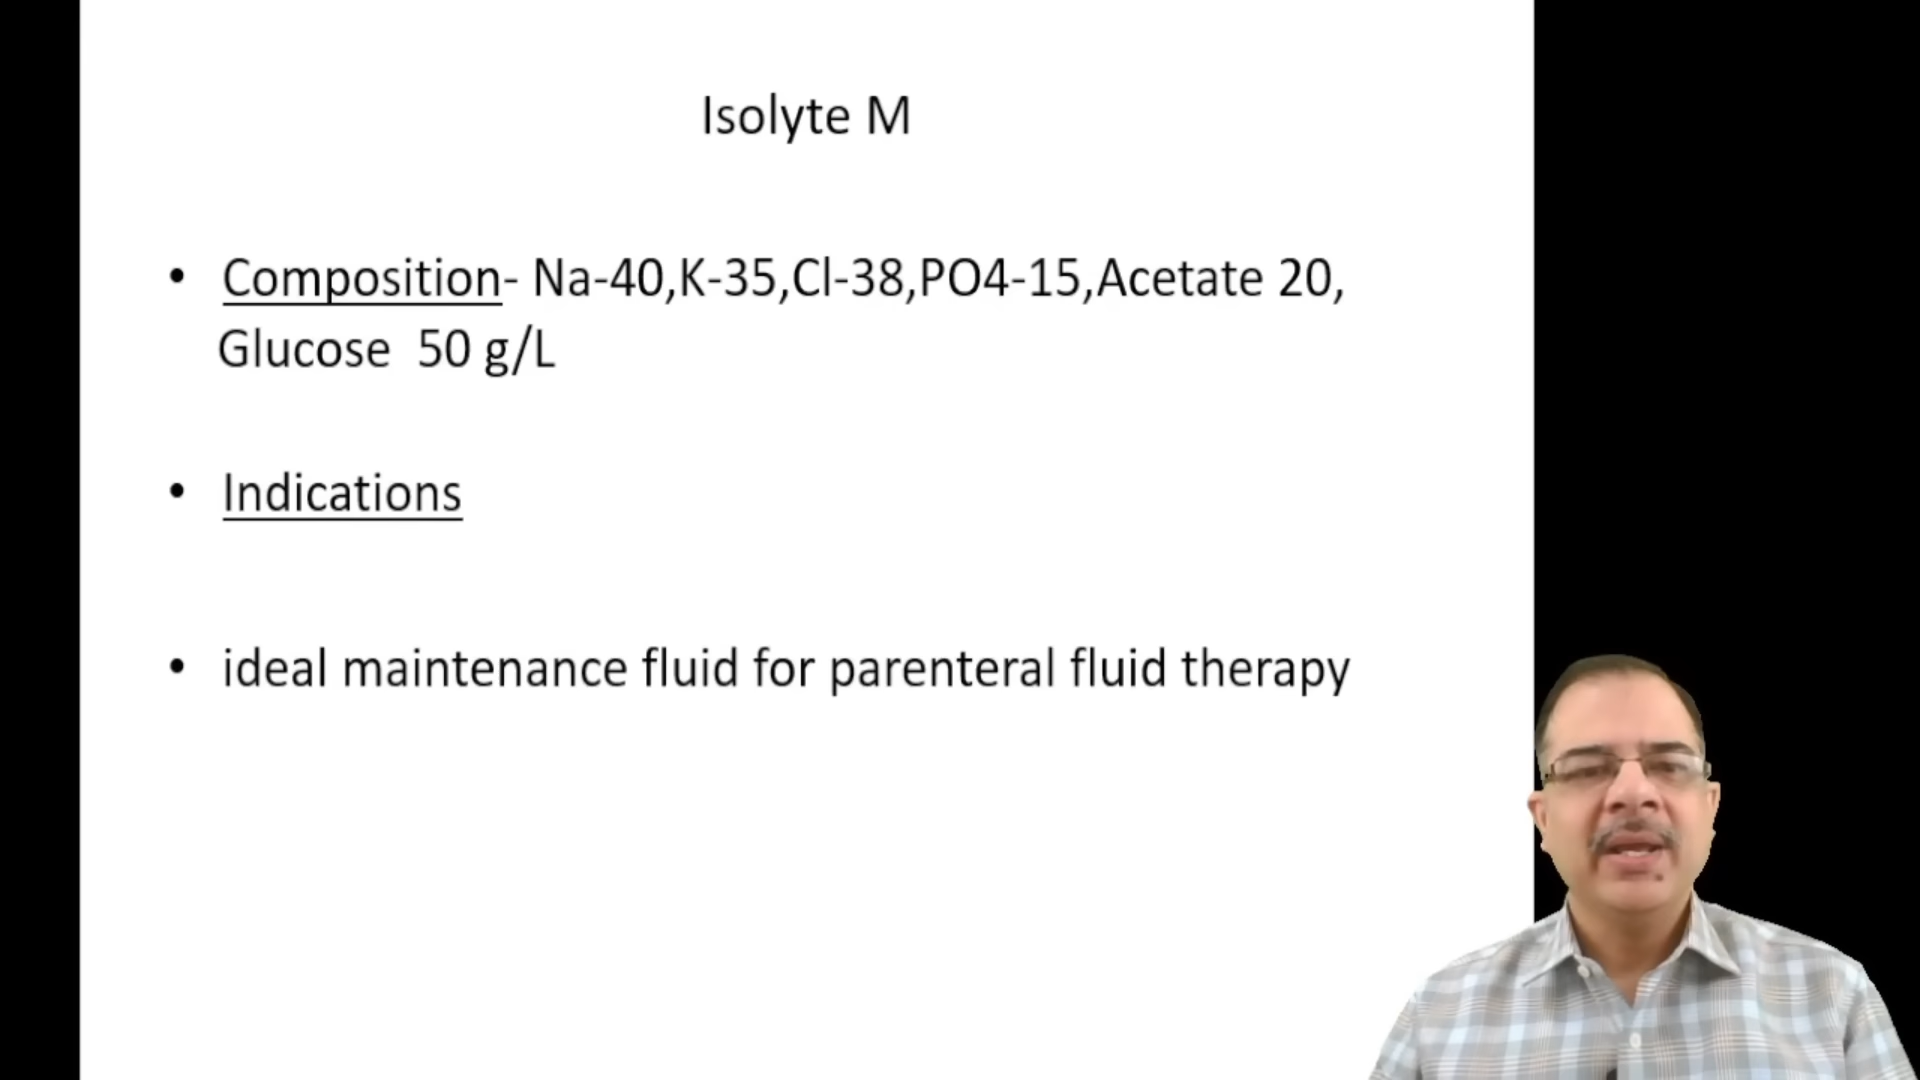 Isolyte M
• Composition- Na-40,K-35,Cl-38,PO4-15,Acetate 20,
Glucose 50 g/L
• Indications
• ideal maintenance fluid for parenteral fluid therapy